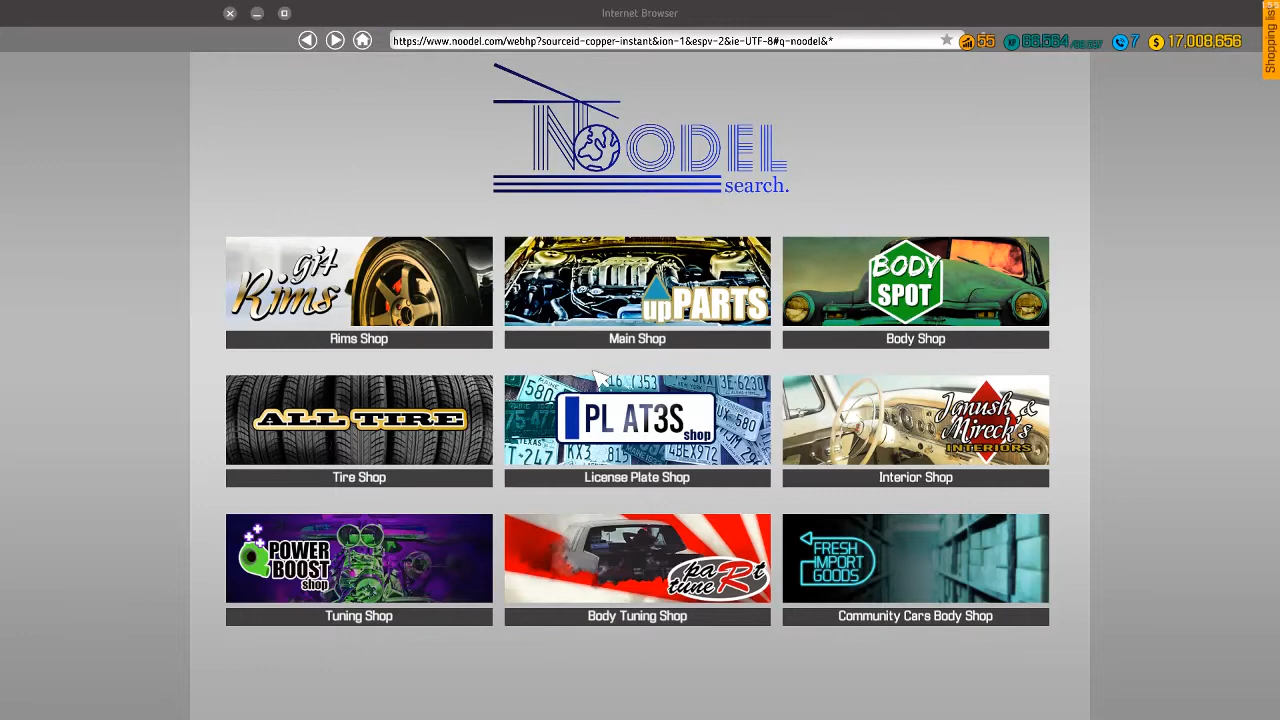 Internet Browser
https://www.noodel.com/webhp?sourceid-copper-instant&ion-1&espv-2&ie-UTF-8#q-noodel&*
55
7
17,008,656
Shopping list
NOODEL
search.
git Rims
upPARTS
BODY SPOT
Rims Shop
Main Shop
Body Shop
ALL TIRE
PL AT3S
shop
Janush & Mireck's
INTERIORS
Tire Shop
License Plate Shop
Interior Shop
POWER BOOST
shop
paRt tune
FRESH
IMPORT
GOODS
Tuning Shop
Body Tuning Shop
Community Cars Body Shop